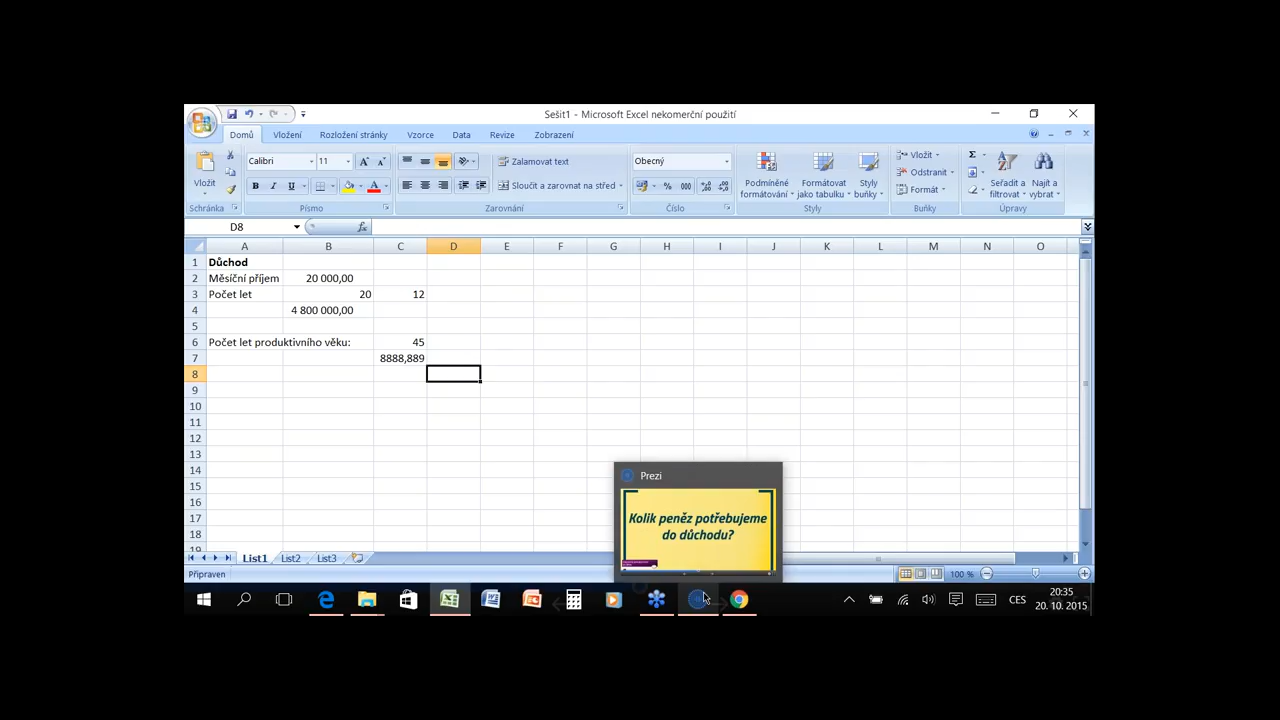 Sešit1 - Microsoft Excel nekomerční použití
Domů Vložení Rozložení stránky Vzorce Data Revize Zobrazení
Vložit
Schránka
Calibri 11
B I U
Písmo
Zalamovat text
Sloučit a zarovnat na střed
Zarovnání
Obecný
% 000
Číslo
Podmíněné formátování
Formátovat jako tabulku
Styly buňky
Styly
Vložit
Odstranit
Formát
Buňky
Seřadit a filtrovat
Najít a vybrat
Úpravy
D8 fx
A B C D E F G H I J K L M N O
1 Důchod
2 Měsíční příjem 20 000,00
3 Počet let 20 12
4 4 800 000,00
5
6 Počet let produktivního věku: 45
7 8888,889
8
9
10
11
12
13
14
15
16
17
18
19
Prezi
Kolik peněz potřebujeme
do důchodu?
List1 List2 List3
Připraven 100 %
CES
20:35
20. 10. 2015